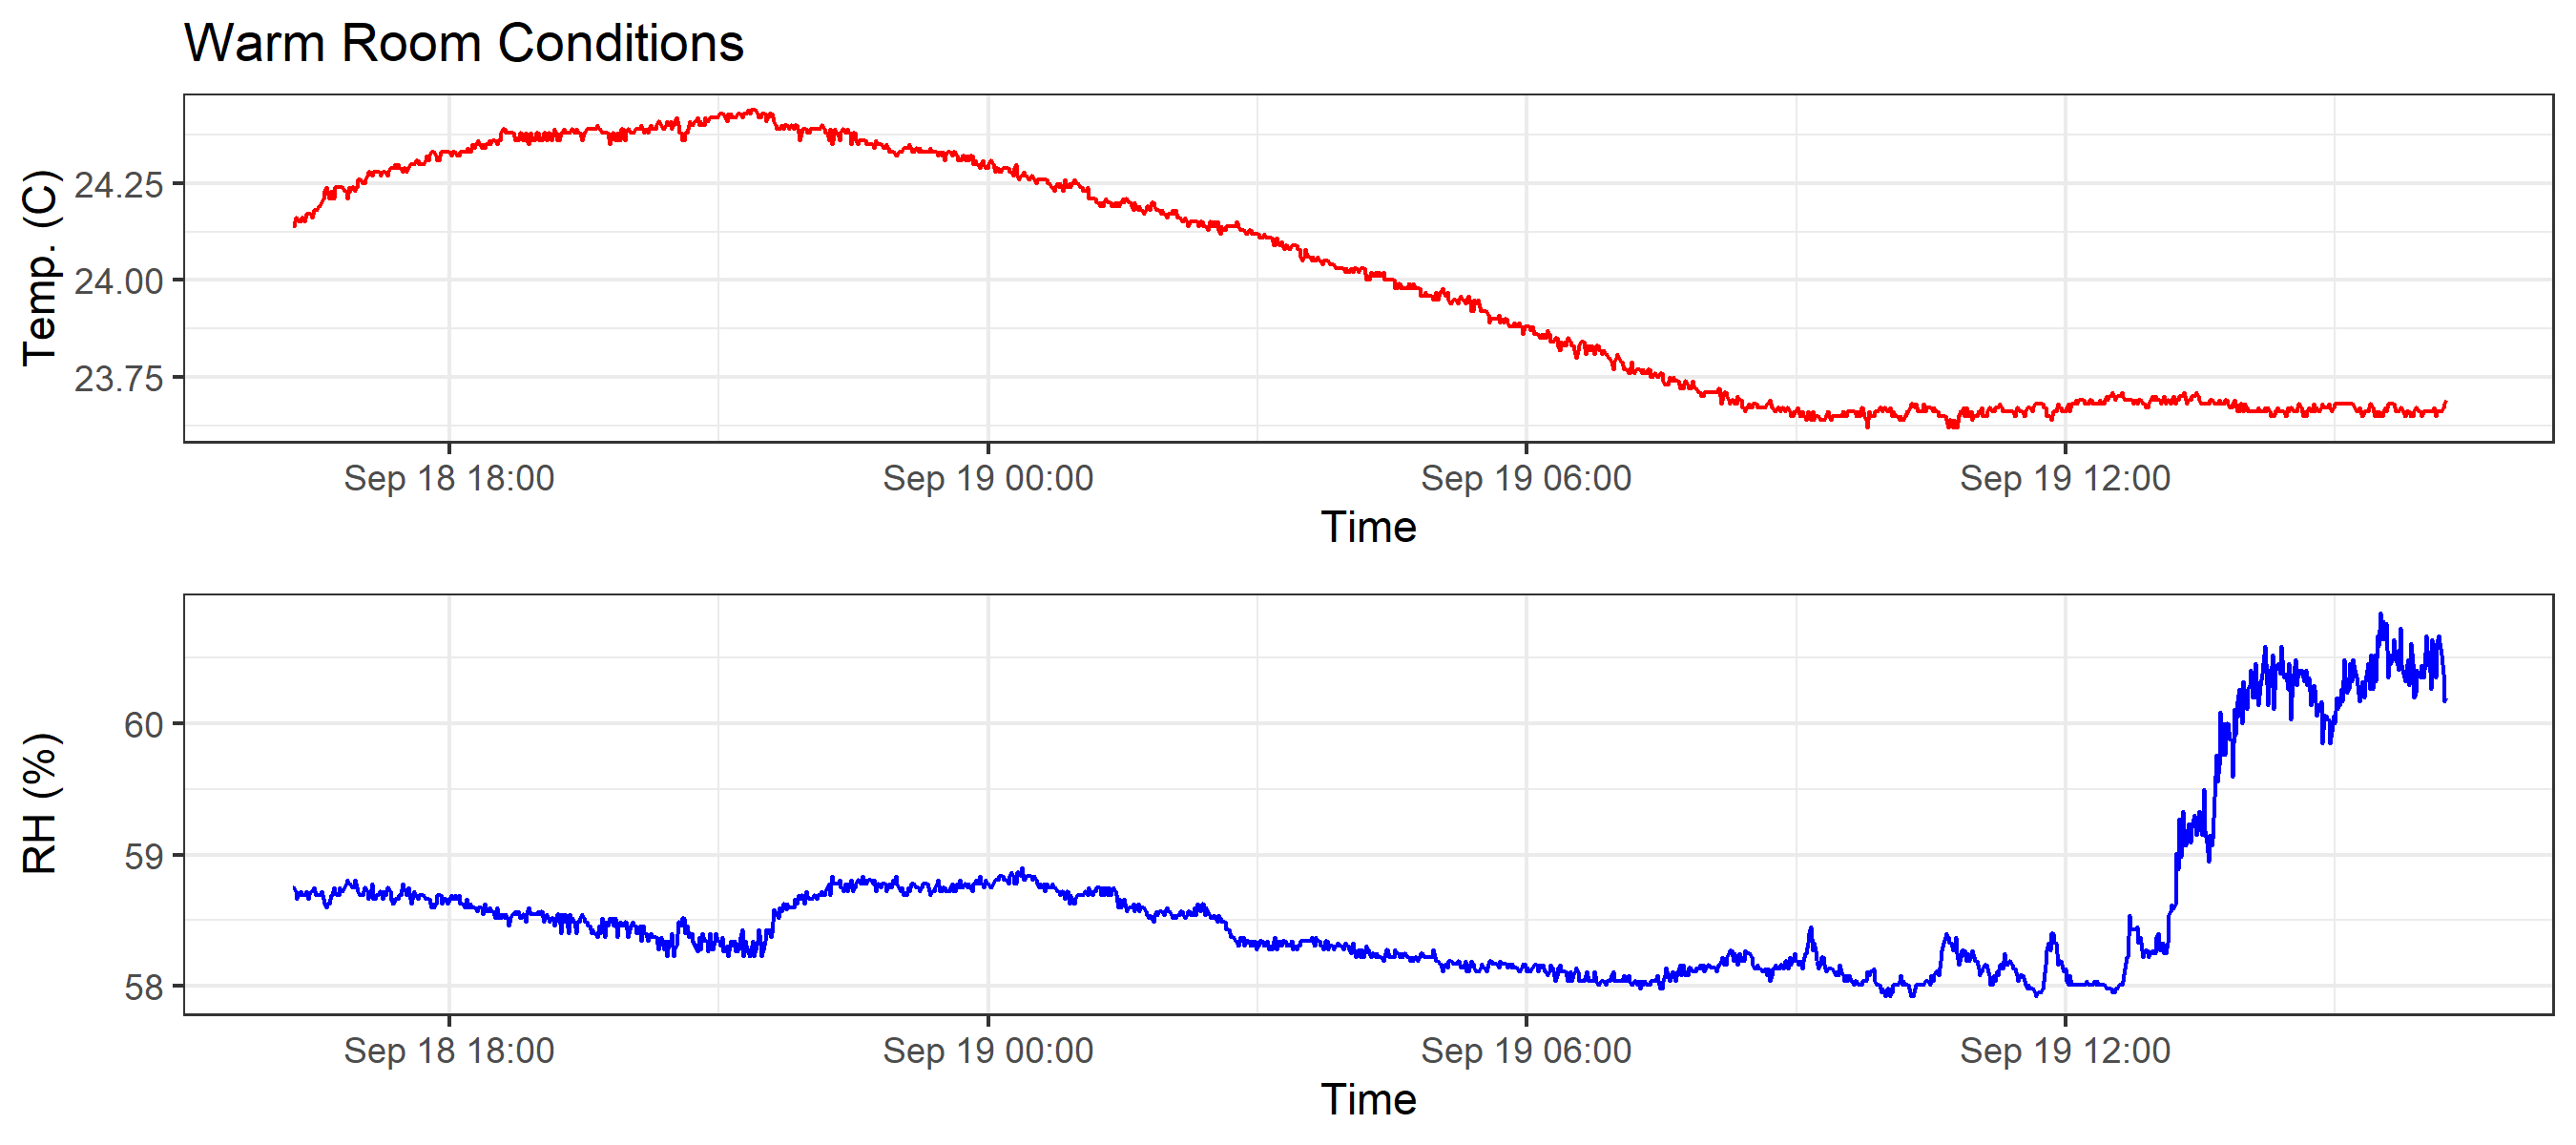 Warm Room Conditions
Temp. (C)
24.25
24.00
23.75
Sep 18 18:00 Sep 19 00:00 Sep 19 06:00 Sep 19 12:00
Time
RH (%)
60
59
58
Sep 18 18:00 Sep 19 00:00 Sep 19 06:00 Sep 19 12:00
Time